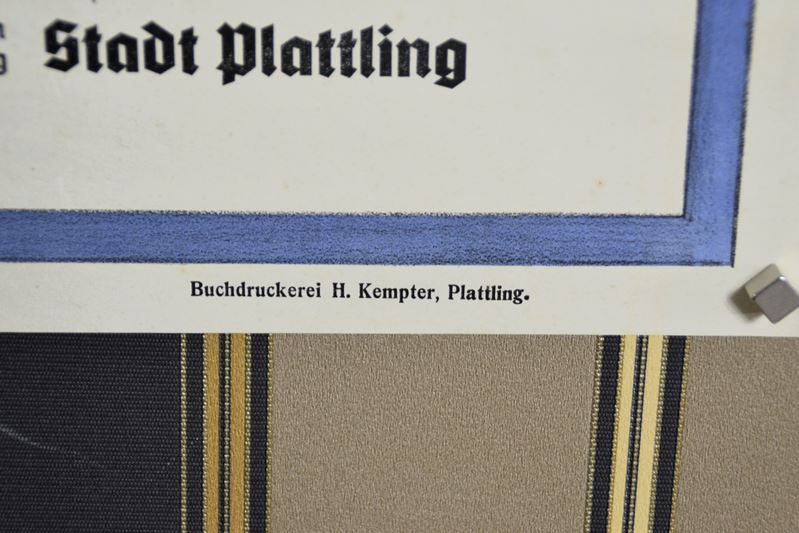 Stadt Plattling
Buchdruckerei H. Kempter, Plattling.